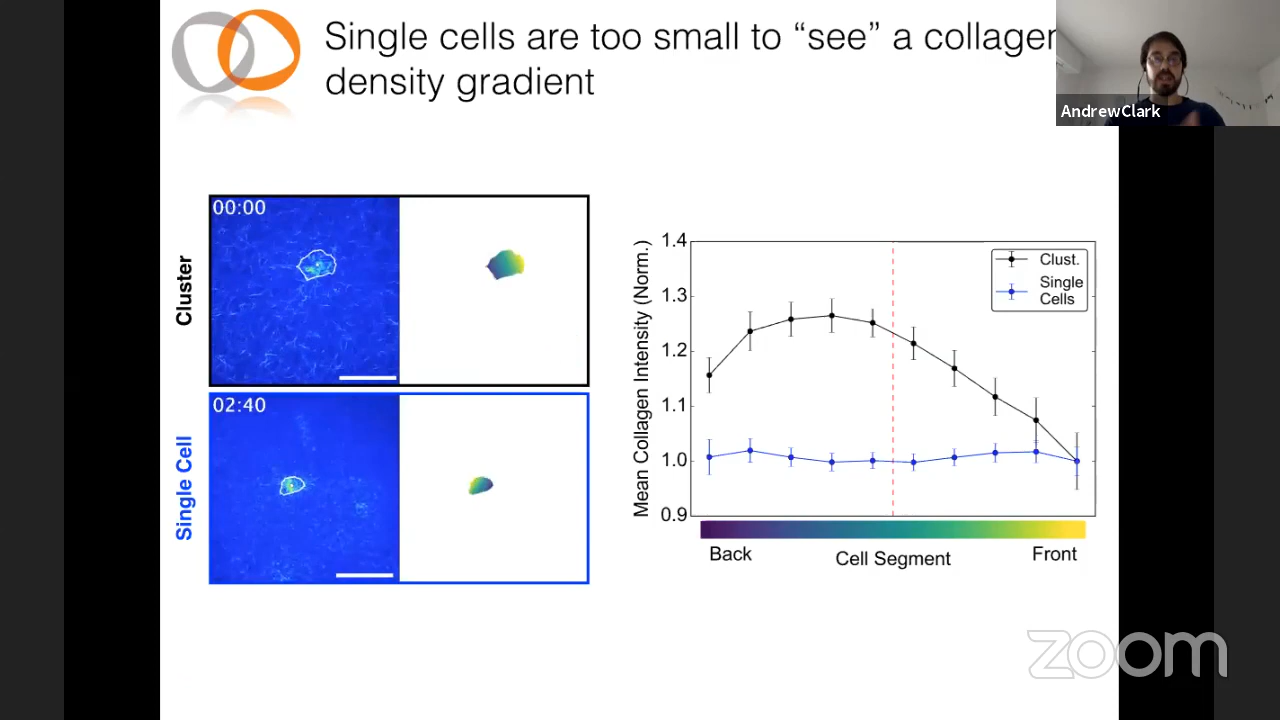 Single cells are too small to “see” a collagen
density gradient
AndrewClark
Cluster
00:00
Single Cell
02:40
Mean Collagen Intensity (Norm.)
1.4
1.3
1.2
1.1
1.0
0.9
Clust.
Single
Cells
Back
Cell Segment
Front
zoom